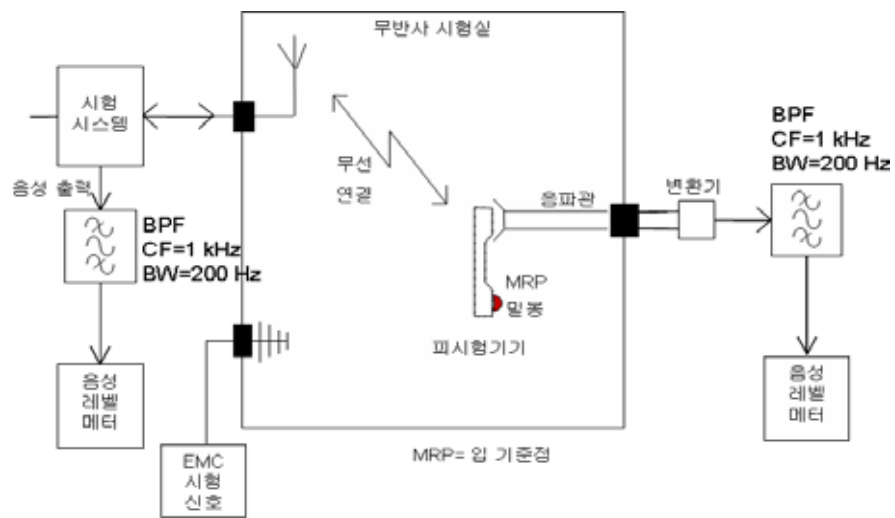 무반사 시험실
시험
시스템
음성 출력
BPF
CF=1 kHz
BW=200 Hz
음성
레벨
메터
EMC
시험
신호
무선
연결
음파관
MRP
밀봉
피시험기기
MRP= 입 기준점
변환기
BPF
CF=1 kHz
BW=200 Hz
음성
레벨
메터